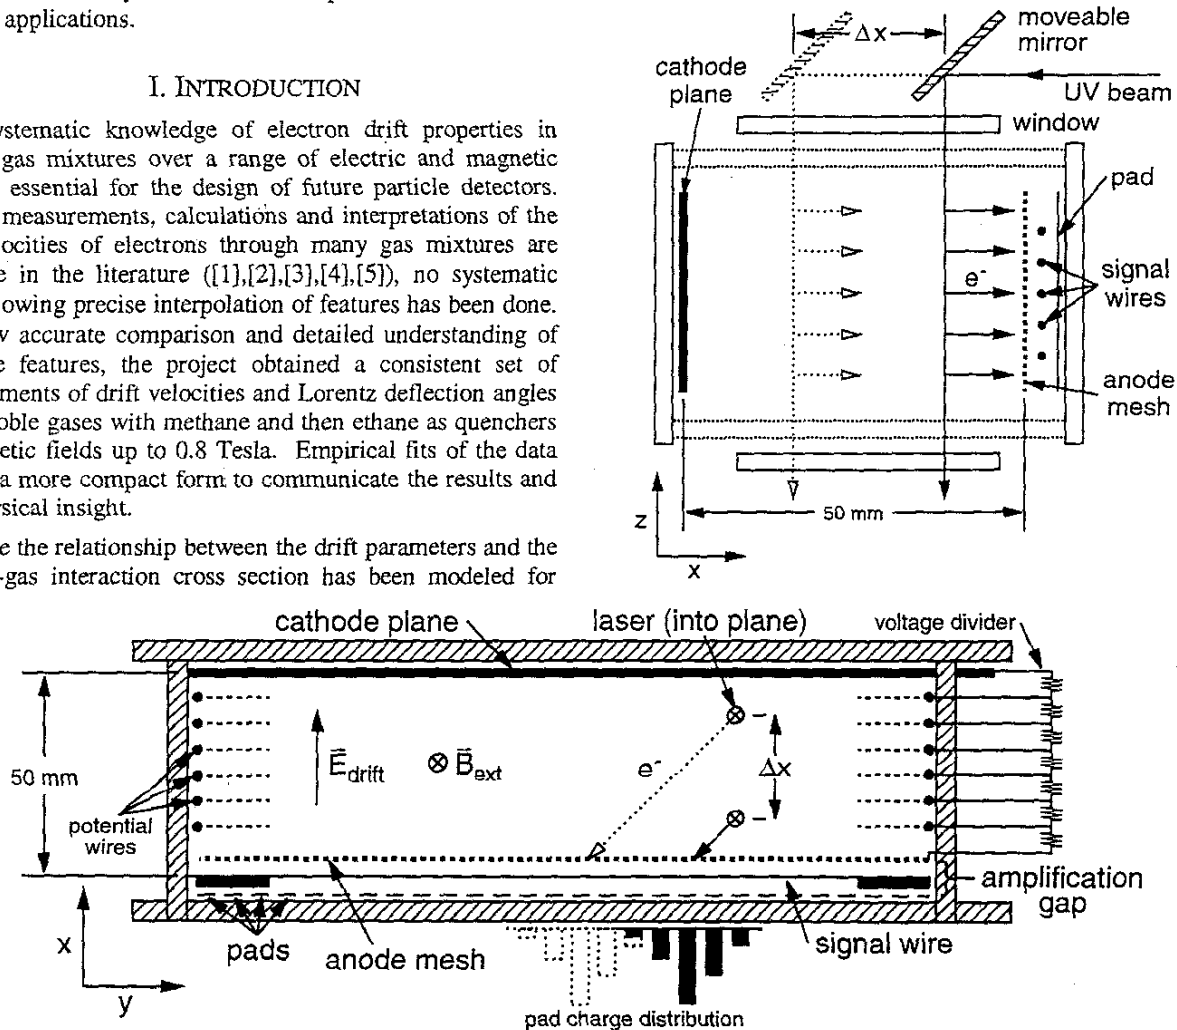 applications.
I. INTRODUCTION
ystematic knowledge of electron drift properties in
gas mixtures over a range of electric and magnetic
essential for the design of future particle detectors.
measurements, calculations and interpretations of the
ocities of electrons through many gas mixtures are
e in the literature ([1],[2],[3],[4],[5]), no systematic
owing precise interpolation of features has been done.
w accurate comparison and detailed understanding of
e features, the project obtained a consistent set of
ments of drift velocities and Lorentz deflection angles
oble gases with methane and then ethane as quenchers
etic fields up to 0.8 Tesla. Empirical fits of the data
a more compact form to communicate the results and
sical insight.
e the relationship between the drift parameters and the
-gas interaction cross section has been modeled for
Δx
moveable
mirror
cathode
plane
UV beam
window
pad
e-
signal
wires
anode
mesh
50 mm
z
x
cathode plane
laser (into plane)
voltage divider
50 mm
E⃗drift
⊗ B⃗ext
e-
Δx
potential
wires
amplification
gap
x
pads
anode mesh
signal wire
y
pad charge distribution